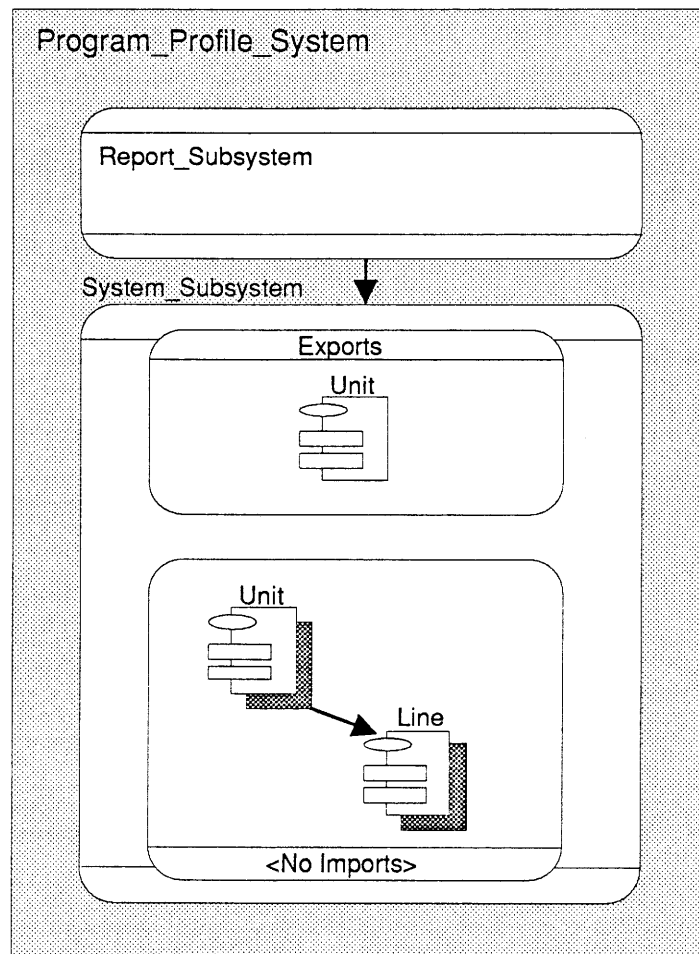 Program_Profile_System
Report_Subsystem
System_Subsystem
Exports
Unit
Unit
Line
<No Imports>